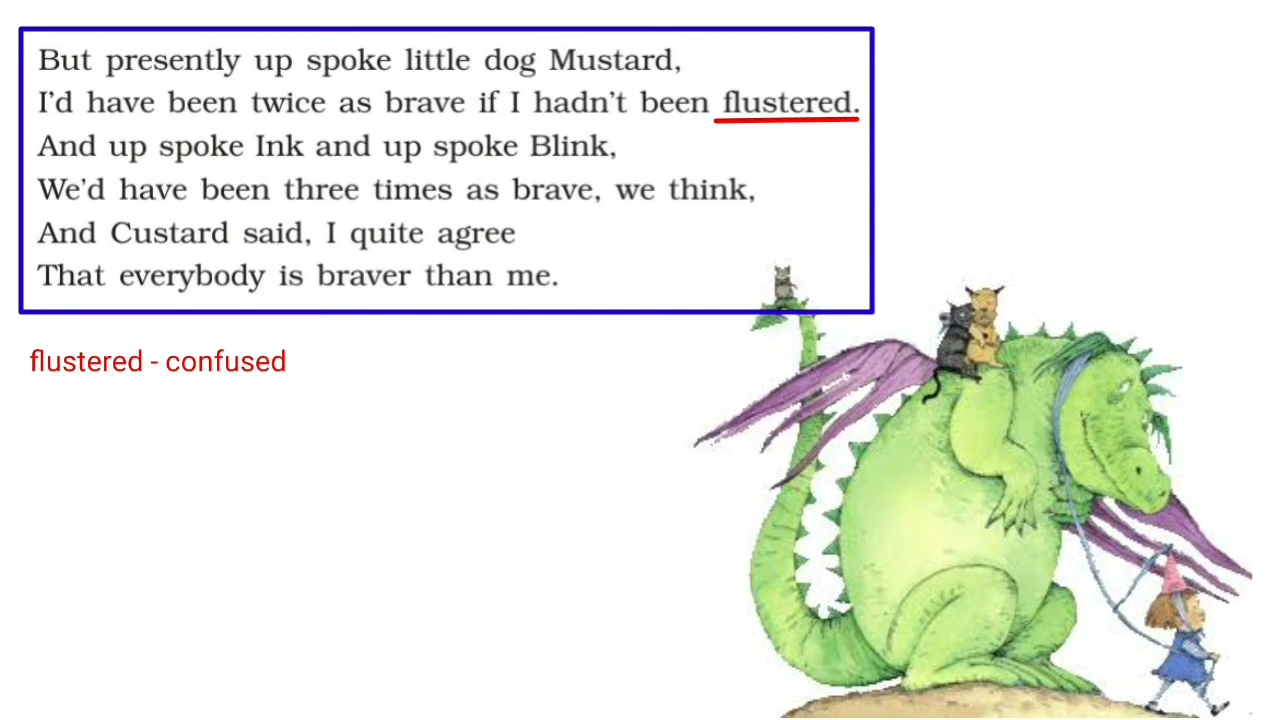 But presently up spoke little dog Mustard,
I'd have been twice as brave if I hadn't been flustered.
And up spoke Ink and up spoke Blink,
We'd have been three times as brave, we think,
And Custard said, I quite agree
That everybody is braver than me.
flustered - confused